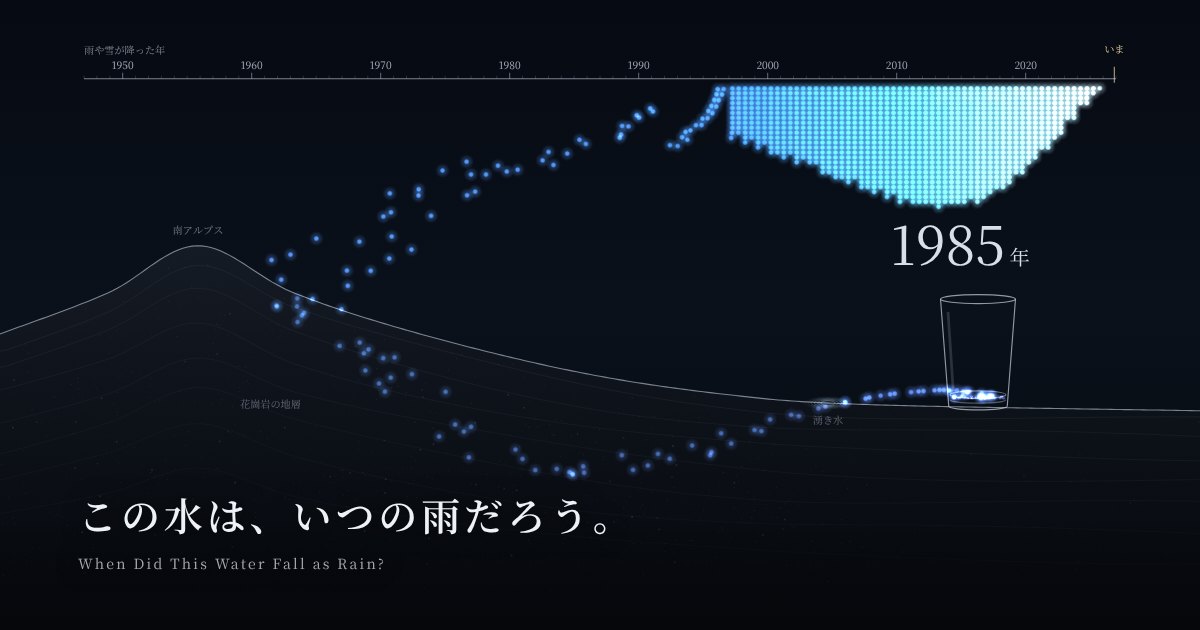 雨や雪が降った年
いま
1950 1960 1970 1980 1990 2000 2010 2020
1985年
南アルプス
花崗岩の地層
湧き水
この水は、いつの雨だろう。
When Did This Water Fall as Rain?